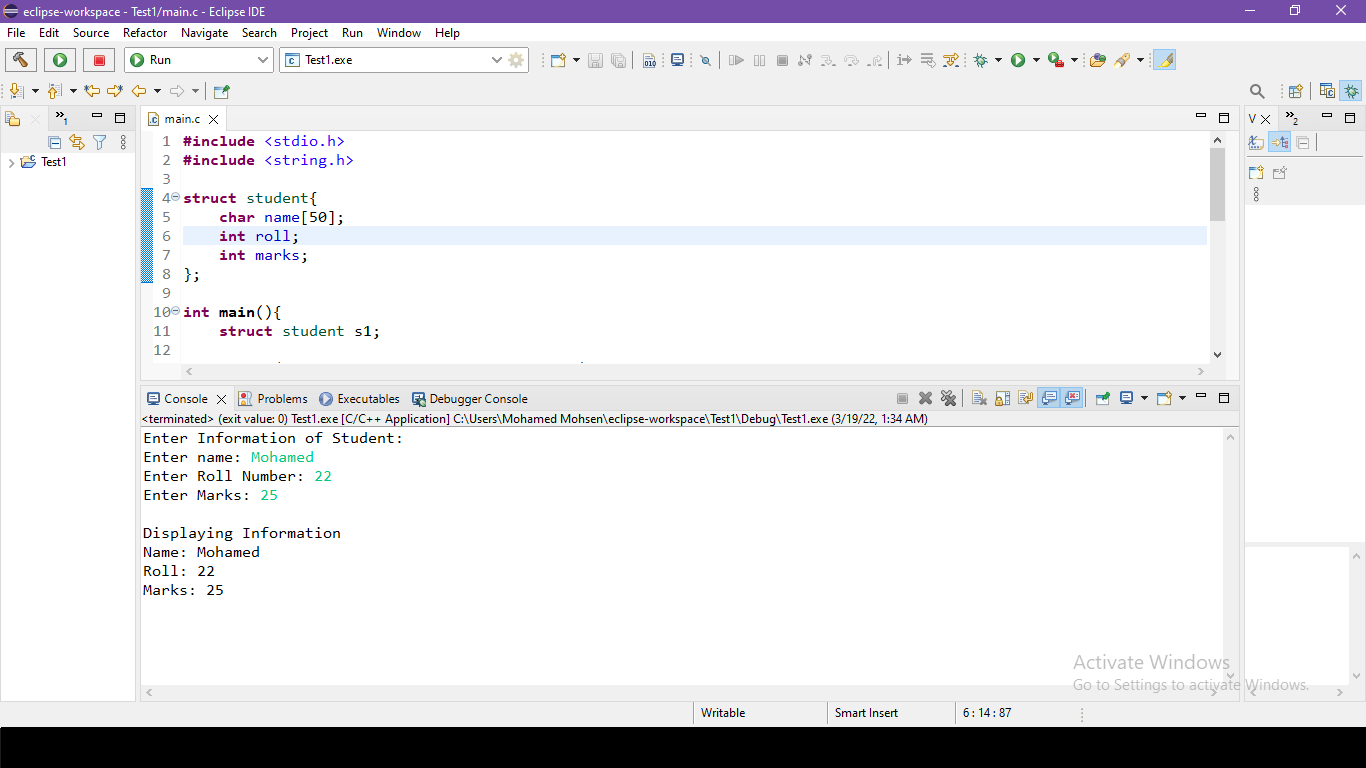 eclipse-workspace - Test1/main.c - Eclipse IDE
File Edit Source Refactor Navigate Search Project Run Window Help
Run
Test1.exe
main.c
Test1
1 #include <stdio.h>
2 #include <string.h>
3
4 struct student{
5 char name[50];
6 int roll;
7 int marks;
8 };
9
10 int main(){
11 struct student s1;
12
Console Problems Executables Debugger Console
<terminated> (exit value: 0) Test1.exe [C/C++ Application] C:\Users\Mohamed Mohsen\eclipse-workspace\Test1\Debug\Test1.exe (3/19/22, 1:34 AM)
Enter Information of Student:
Enter name: Mohamed
Enter Roll Number: 22
Enter Marks: 25
Displaying Information
Name: Mohamed
Roll: 22
Marks: 25
Activate Windows
Go to Settings to activate Windows.
Writable Smart Insert 6 : 14 : 87